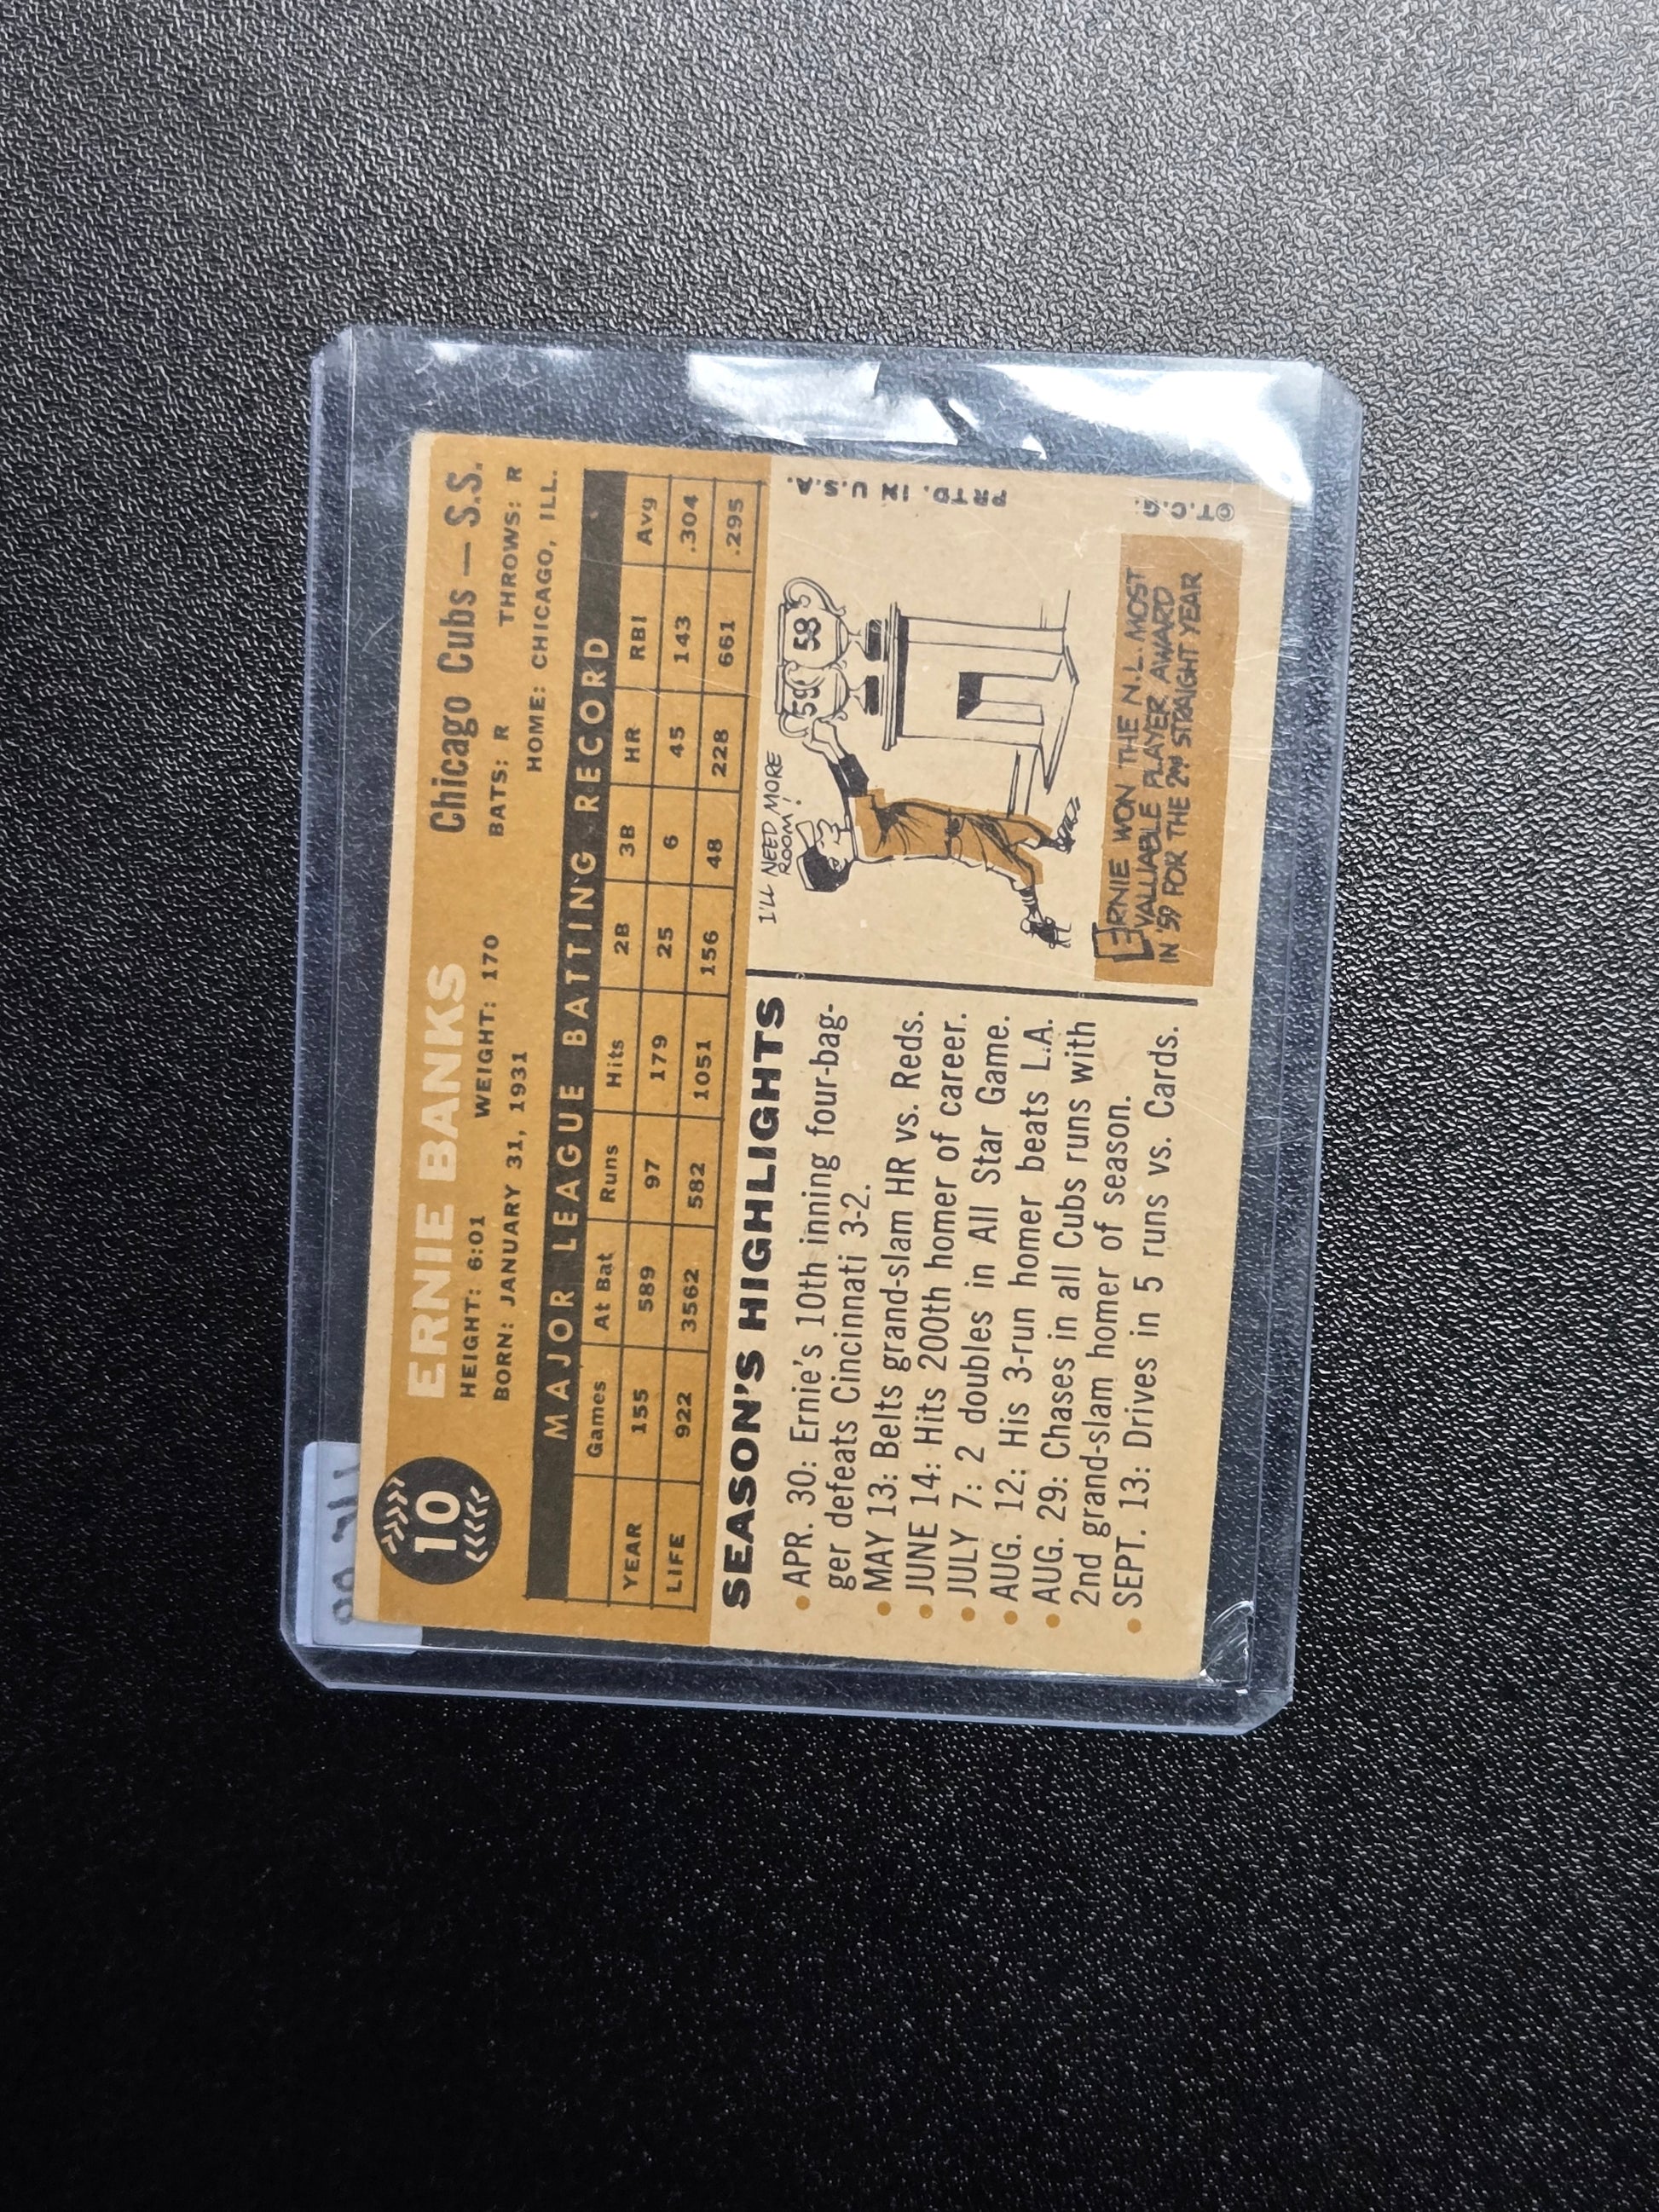 10
ERNIE BANKS
Chicago Cubs — S.S.
HEIGHT: 6:01 WEIGHT: 170 BATS: R THROWS: R
BORN: JANUARY 31, 1931 HOME: CHICAGO, ILL.
MAJOR LEAGUE BATTING RECORD
Games At Bat Runs Hits 2B 3B HR RBI Avg
YEAR 155 589 97 179 25 6 45 143 .304
LIFE 922 3562 582 1051 156 48 228 661 .295
SEASON'S HIGHLIGHTS
• APR. 30: Ernie's 10th inning four-bag-
ger defeats Cincinnati 3-2.
• MAY 13: Belts grand-slam HR vs. Reds.
• JUNE 14: Hits 200th homer of career.
• JULY 7: 2 doubles in All Star Game.
• AUG. 12: His 3-run homer beats L.A.
• AUG. 29: Chases in all Cubs runs with
2nd grand-slam homer of season.
• SEPT. 13: Drives in 5 runs vs. Cards.
I'LL NEED MORE
ROOM!
59 58
ERNIE WON THE N.L. MOST
VALUABLE PLAYER AWARD
IN '59 FOR THE 2ND STRAIGHT YEAR
©T.C.G. PRTD. IN U.S.A.